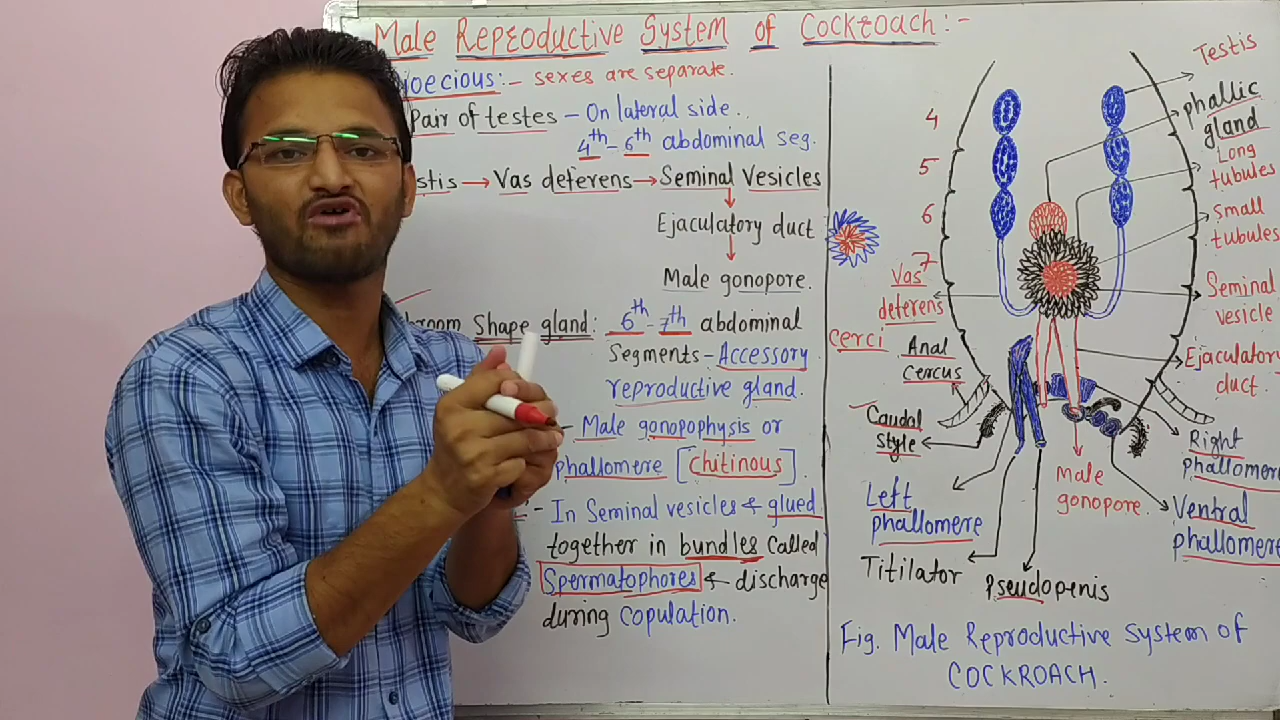 Male Reproductive System of Cockroach:-
ioecious:- sexes are separate.
Pair of testes - On lateral side.
4th - 6th abdominal seg.
stis → Vas deferens → Seminal Vesicles
Ejaculatory duct
Male gonopore.
room Shape gland: 6th - 7th abdominal
Segments - Accessory
reproductive gland.
- Male gonopophysis or
phallomere [Chitinous]
:- In Seminal vesicles & glued
together in bundles called
Spermatophores & discharge
during copulation.
Testis
phallic
gland
Long
tubules
Small
tubules
Seminal
vesicle
Ejaculatory
duct.
Right
phallomere
Ventral
phallomere
4
5
6
7
Vas
deferens
Cerci
Anal
Cercus
Caudal
Style
Left
phallomere
Titilator
Pseudopenis
Male
gonopore.
Fig. Male Reproductive System of
COCKROACH.